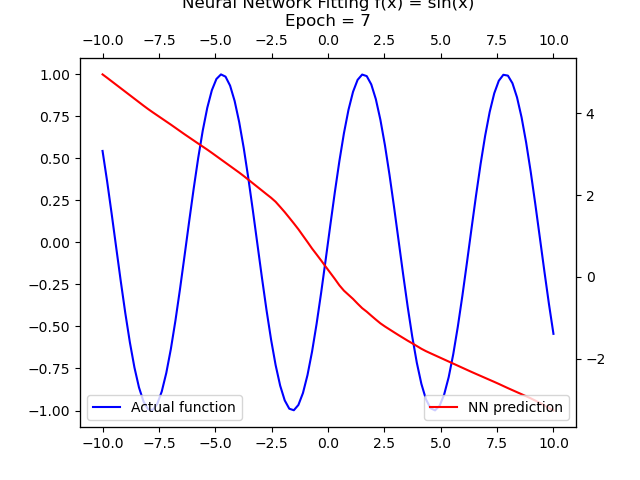 Neural Network Fitting f(x) = sin(x)
Epoch = 7
−10.0 −7.5 −5.0 −2.5 0.0 2.5 5.0 7.5 10.0
1.00
0.75
0.50
0.25
0.00
−0.25
−0.50
−0.75
−1.00
4
2
0
−2
Actual function
NN prediction
−10.0 −7.5 −5.0 −2.5 0.0 2.5 5.0 7.5 10.0